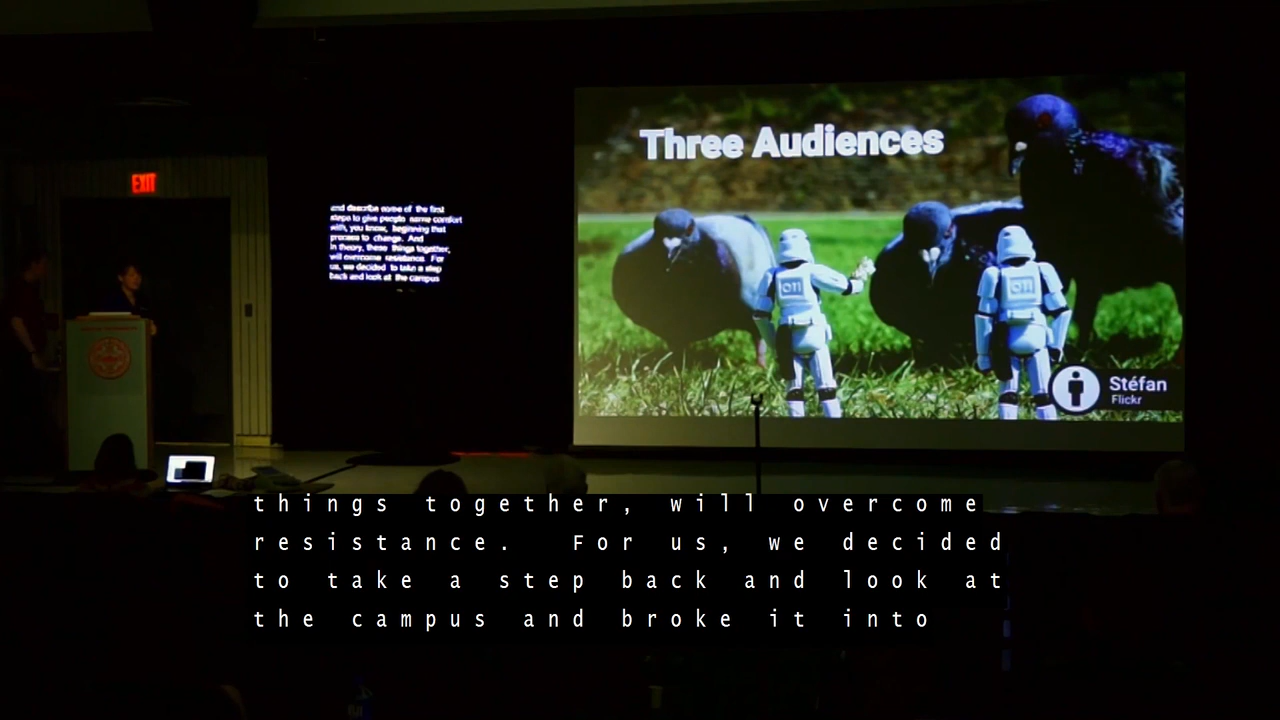 EXIT
Three Audiences
and describe some of the first
steps to give people some comfort
with, you know, beginning that
process to change. And
in theory, these things together,
will overcome resistance. For
us, we decided to take a step
back and look at the campus
Stéfan
Flickr
things together, will overcome
resistance. For us, we decided
to take a step back and look at
the campus and broke it into